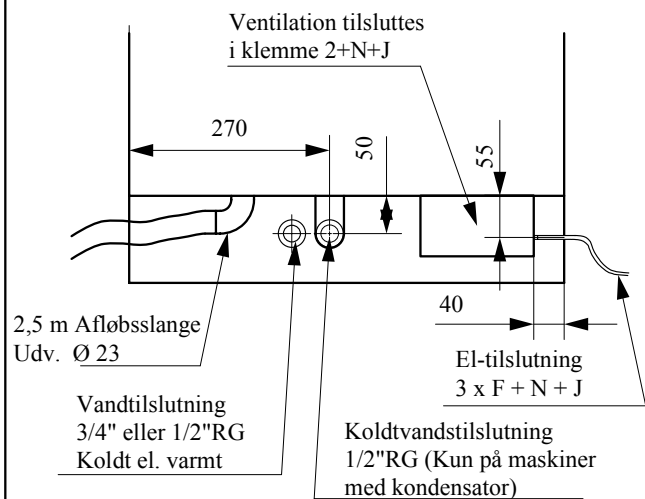 Ventilation tilsluttes
i klemme 2+N+J
270
50
55
40
2,5 m Afløbsslange
Udv. Ø 23
El-tilslutning
3 x F + N + J
Vandtilslutning
3/4" eller 1/2"RG
Koldt el. varmt
Koldtvandstilslutning
1/2"RG (Kun på maskiner
med kondensator)